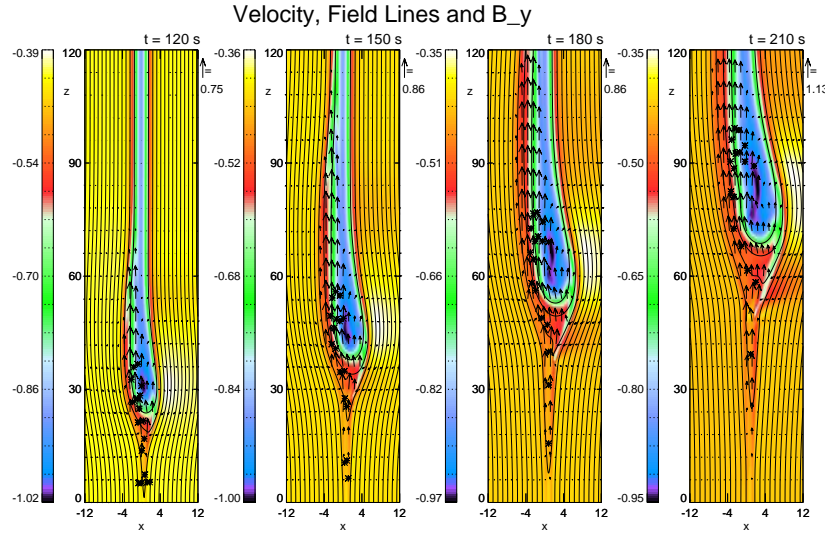 Velocity, Field Lines and B_y
t = 120 s
t = 150 s
t = 180 s
t = 210 s
-0.39
-0.54
-0.70
-0.86
-1.02
120
z
90
60
30
0
-12 -4 4 12
x
=
0.75
-0.36
-0.52
-0.68
-0.84
-1.00
120
z
90
60
30
0
-12 -4 4 12
x
=
0.86
-0.35
-0.51
-0.66
-0.82
-0.97
120
z
90
60
30
0
-12 -4 4 12
x
=
0.86
-0.35
-0.50
-0.65
-0.80
-0.95
120
z
90
60
30
0
-12 -4 4 12
x
=
1.13